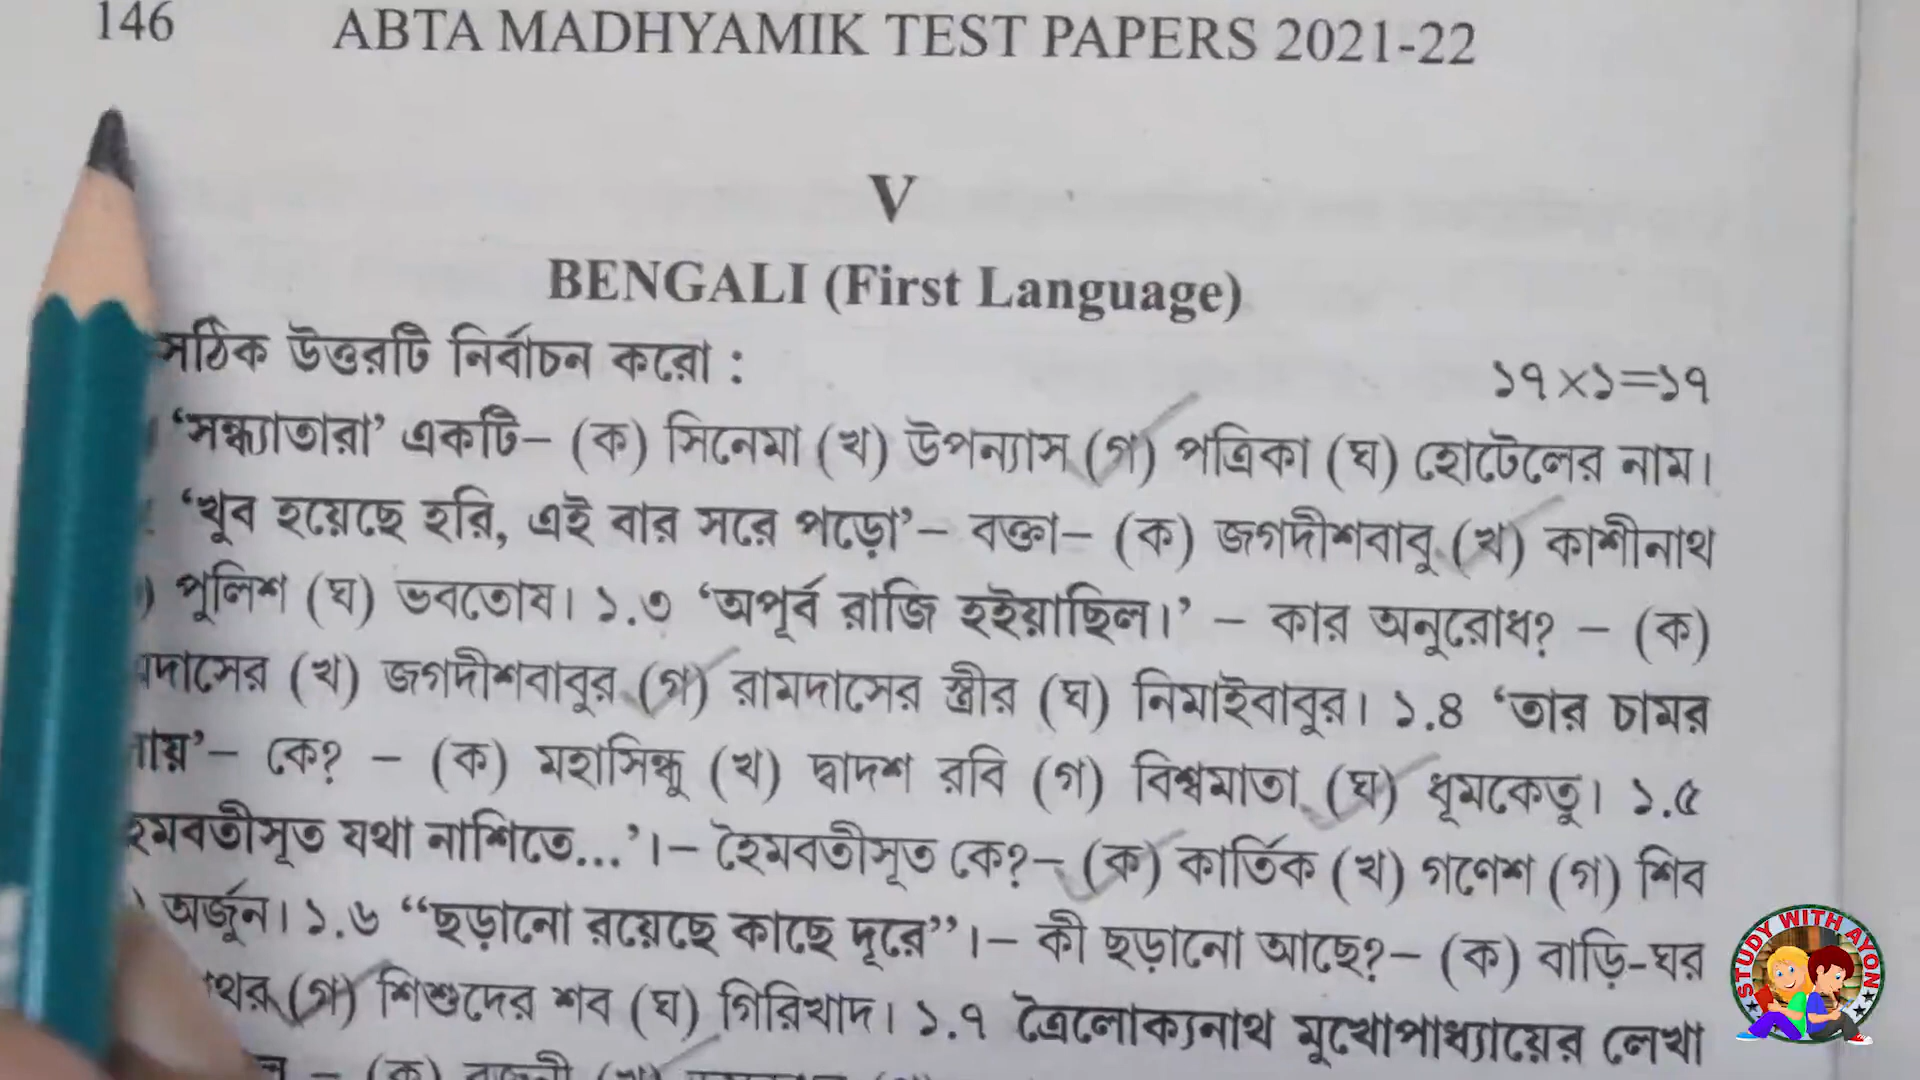 146
ABTA MADHYAMIK TEST PAPERS 2021-22
V
BENGALI (First Language)
সঠিক উত্তরটি নির্বাচন করো : ১৭×১=১৭
‘সন্ধ্যাতারা’ একটি– (ক) সিনেমা (খ) উপন্যাস (গ) পত্রিকা (ঘ) হোটেলের নাম।
‘খুব হয়েছে হরি, এই বার সরে পড়ো’– বক্তা– (ক) জগদীশবাবু (খ) কাশীনাথ
পুলিশ (ঘ) ভবতোষ। ১.৩ ‘অপূর্ব রাজি হইয়াছিল।’ – কার অনুরোধ? – (ক)
(খ) জগদীশবাবুর (গ) রামদাসের স্ত্রীর (ঘ) নিমাইবাবুর। ১.৪ ‘তার চামর
কে? – (ক) মহাসিন্ধু (খ) দ্বাদশ রবি (গ) বিশ্বমাতা (ঘ) ধূমকেতু। ১.৫
যথা নাশিতে...’।– হৈমবতীসূত কে?– (ক) কার্তিক (খ) গণেশ (গ) শিব
অর্জুন। ১.৬ “ছড়ানো রয়েছে কাছে দূরে”।– কী ছড়ানো আছে?– (ক) বাড়ি-ঘর
(গ) শিশুদের শব (ঘ) গিরিখাদ। ১.৭ ত্রৈলোক্যনাথ মুখোপাধ্যায়ের লেখা
– (ক)
STUDY WITH AYON